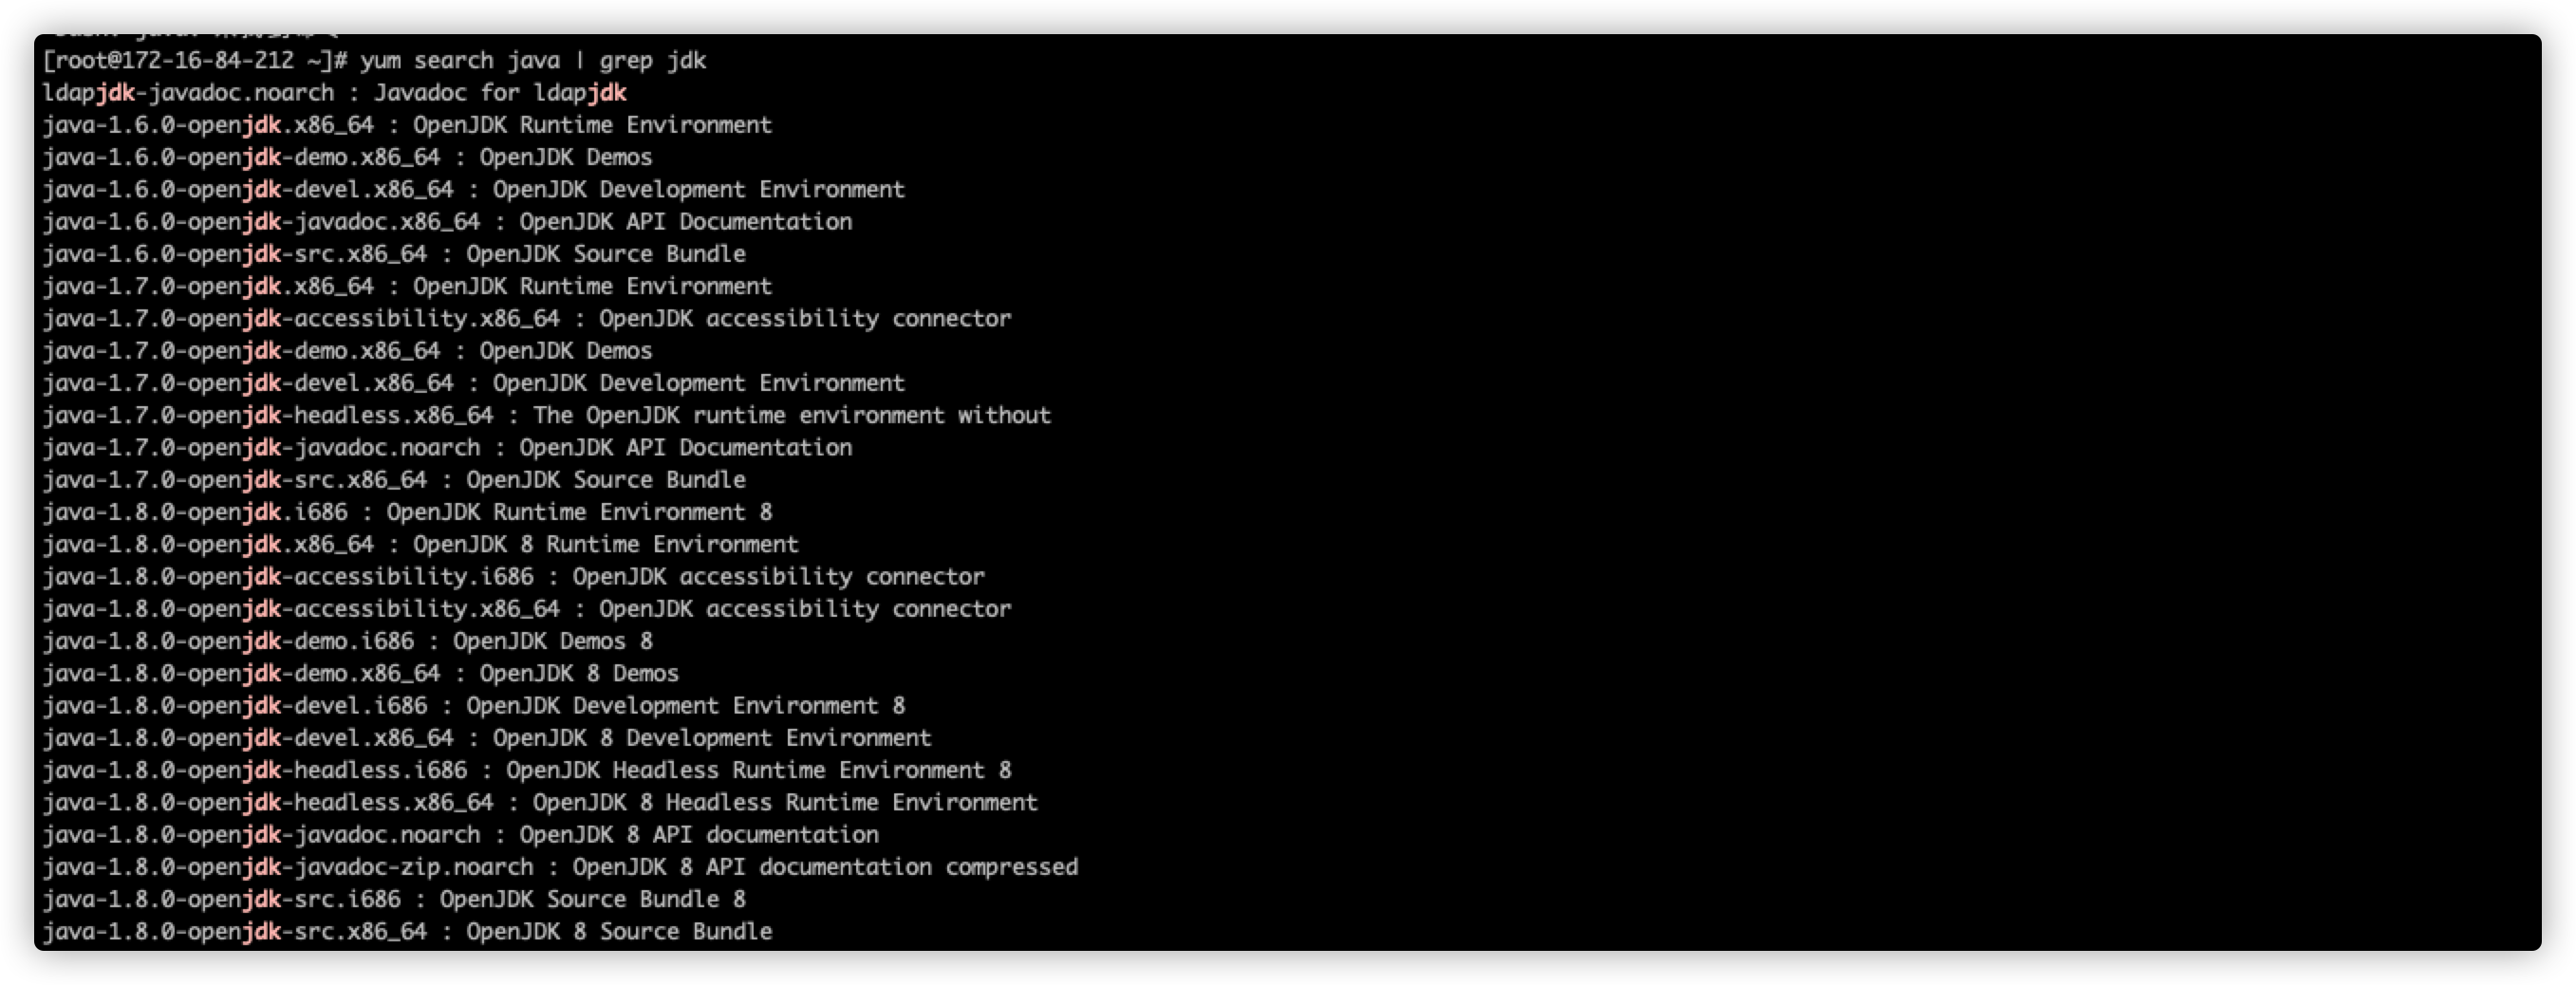 [root@172-16-84-212 ~]# yum search java | grep jdk
ldapjdk-javadoc.noarch : Javadoc for ldapjdk
java-1.6.0-openjdk.x86_64 : OpenJDK Runtime Environment
java-1.6.0-openjdk-demo.x86_64 : OpenJDK Demos
java-1.6.0-openjdk-devel.x86_64 : OpenJDK Development Environment
java-1.6.0-openjdk-javadoc.x86_64 : OpenJDK API Documentation
java-1.6.0-openjdk-src.x86_64 : OpenJDK Source Bundle
java-1.7.0-openjdk.x86_64 : OpenJDK Runtime Environment
java-1.7.0-openjdk-accessibility.x86_64 : OpenJDK accessibility connector
java-1.7.0-openjdk-demo.x86_64 : OpenJDK Demos
java-1.7.0-openjdk-devel.x86_64 : OpenJDK Development Environment
java-1.7.0-openjdk-headless.x86_64 : The OpenJDK runtime environment without
java-1.7.0-openjdk-javadoc.noarch : OpenJDK API Documentation
java-1.7.0-openjdk-src.x86_64 : OpenJDK Source Bundle
java-1.8.0-openjdk.i686 : OpenJDK Runtime Environment 8
java-1.8.0-openjdk.x86_64 : OpenJDK 8 Runtime Environment
java-1.8.0-openjdk-accessibility.i686 : OpenJDK accessibility connector
java-1.8.0-openjdk-accessibility.x86_64 : OpenJDK accessibility connector
java-1.8.0-openjdk-demo.i686 : OpenJDK Demos 8
java-1.8.0-openjdk-demo.x86_64 : OpenJDK 8 Demos
java-1.8.0-openjdk-devel.i686 : OpenJDK Development Environment 8
java-1.8.0-openjdk-devel.x86_64 : OpenJDK 8 Development Environment
java-1.8.0-openjdk-headless.i686 : OpenJDK Headless Runtime Environment 8
java-1.8.0-openjdk-headless.x86_64 : OpenJDK 8 Headless Runtime Environment
java-1.8.0-openjdk-javadoc.noarch : OpenJDK 8 API documentation
java-1.8.0-openjdk-javadoc-zip.noarch : OpenJDK 8 API documentation compressed
java-1.8.0-openjdk-src.i686 : OpenJDK Source Bundle 8
java-1.8.0-openjdk-src.x86_64 : OpenJDK 8 Source Bundle